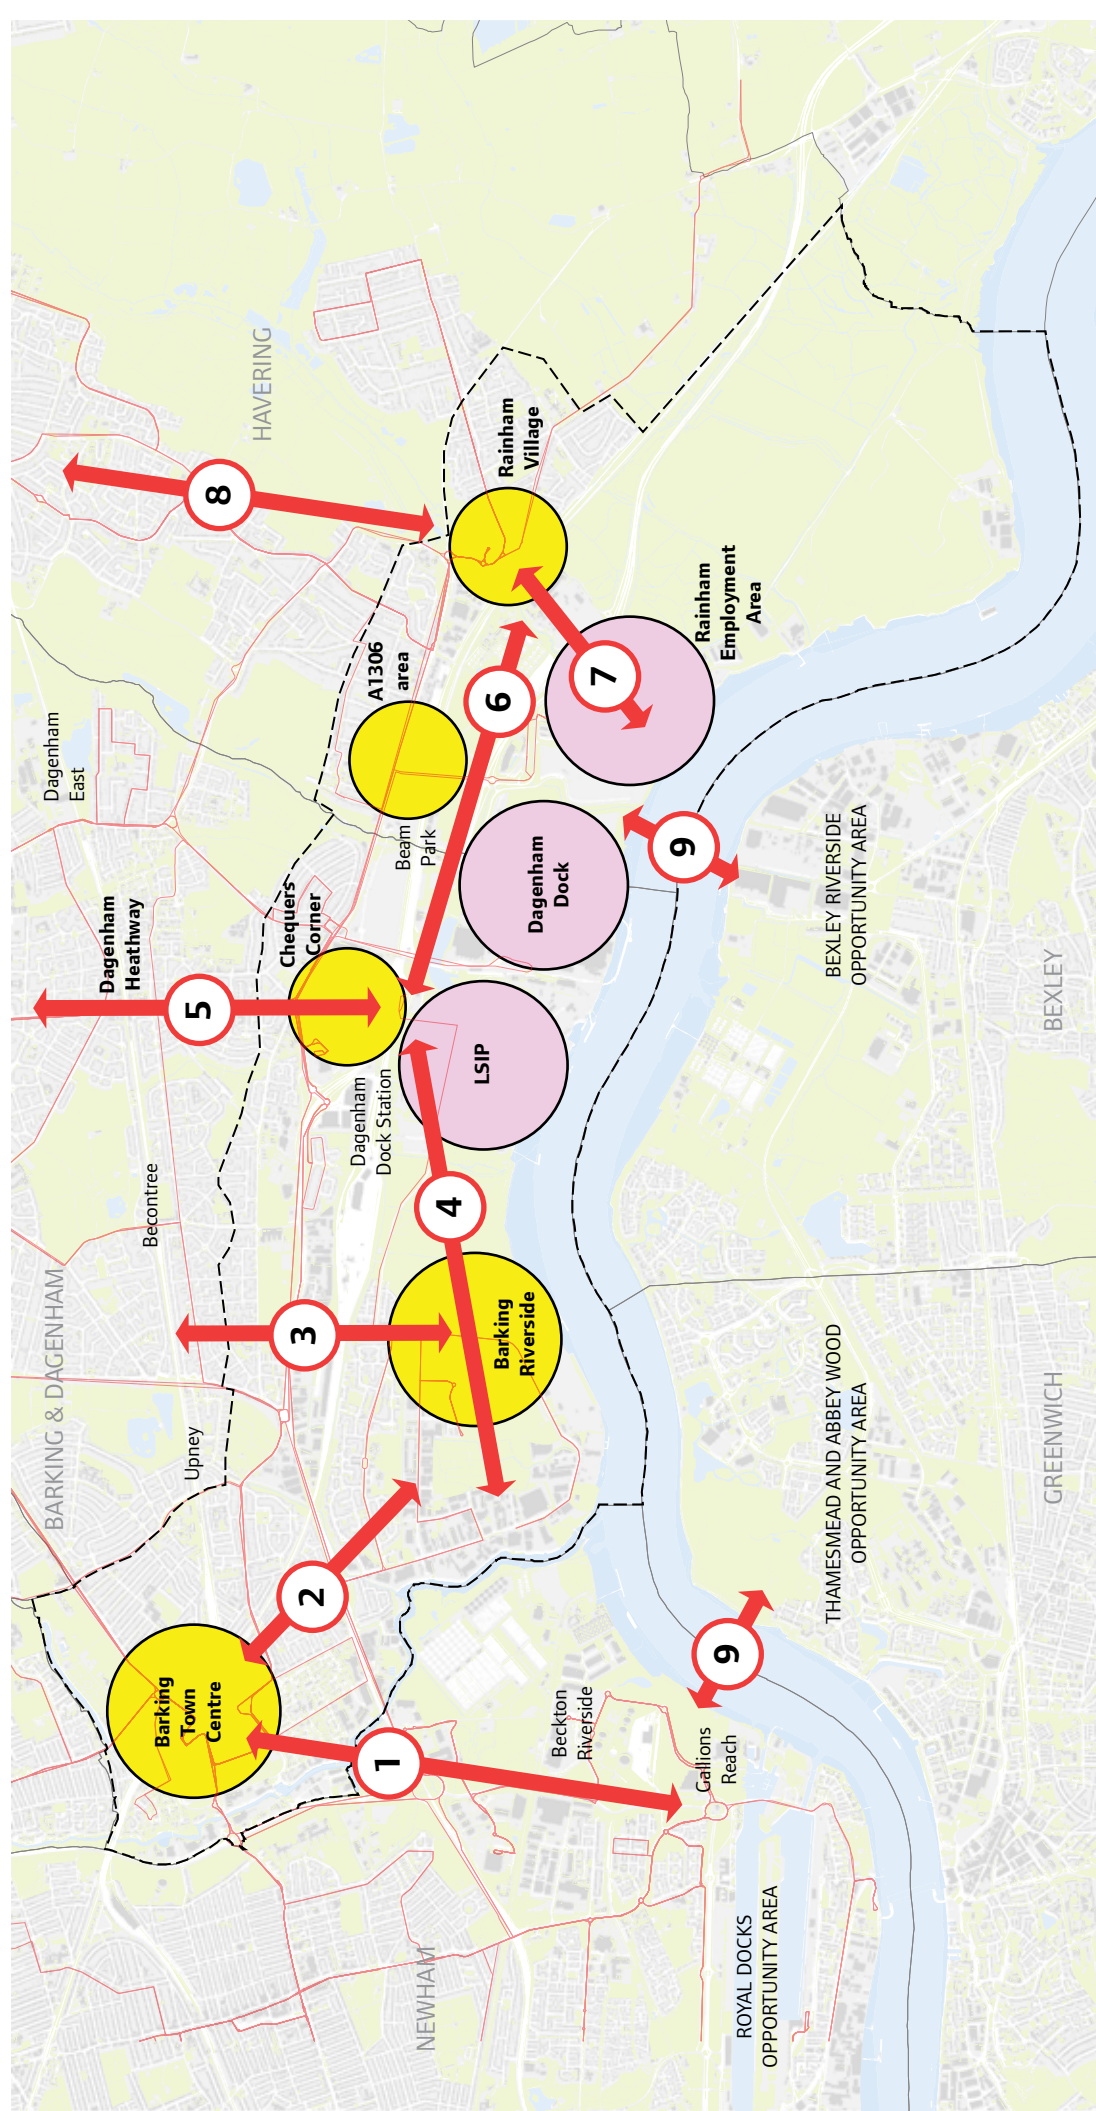 BARKING & DAGENHAM
Dagenham
East
Dagenham
Heathway
Becontree
Upney
5
8
HAVERING
Barking
Town
Centre
Chequers
Corner
2
3
A1306
area
Dagenham
Dock Station
Beam
Park
1
NEWHAM
4
LSIP
6
Rainham
Village
Barking
Riverside
Dagenham
Dock
Beckton
Riverside
7
9
Rainham
Employment
Area
Gallions
Reach
9
ROYAL DOCKS
OPPORTUNITY AREA
THAMESMEAD AND ABBEY WOOD
OPPORTUNITY AREA
BEXLEY RIVERSIDE
OPPORTUNITY AREA
GREENWICH
BEXLEY